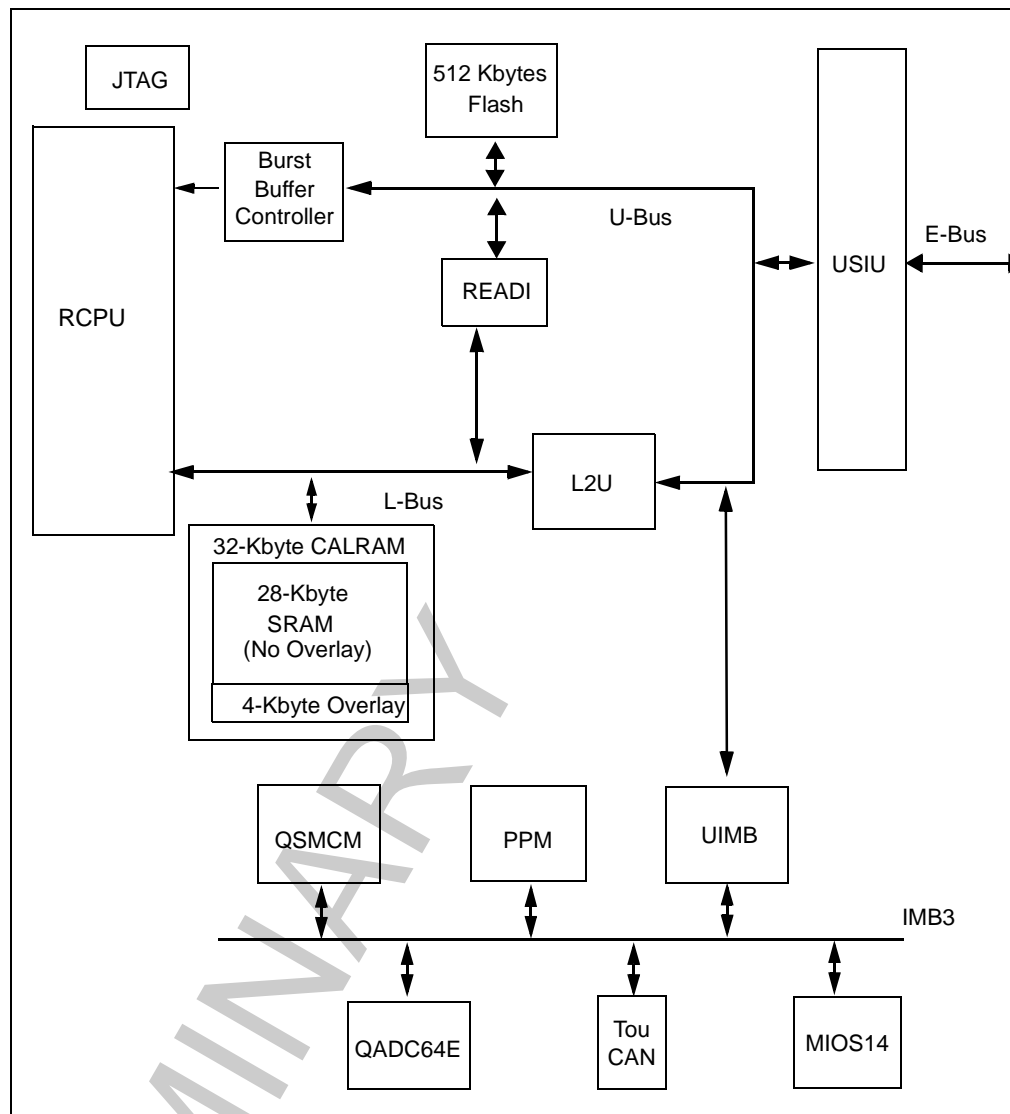 JTAG
512 Kbytes
Flash
Burst
Buffer
Controller
U-Bus
E-Bus
USIU
READI
RCPU
L2U
L-Bus
32-Kbyte CALRAM
28-Kbyte
SRAM
(No Overlay)
4-Kbyte Overlay
QSMCM
PPM
UIMB
IMB3
QADC64E
Tou
CAN
MIOS14
MINARY